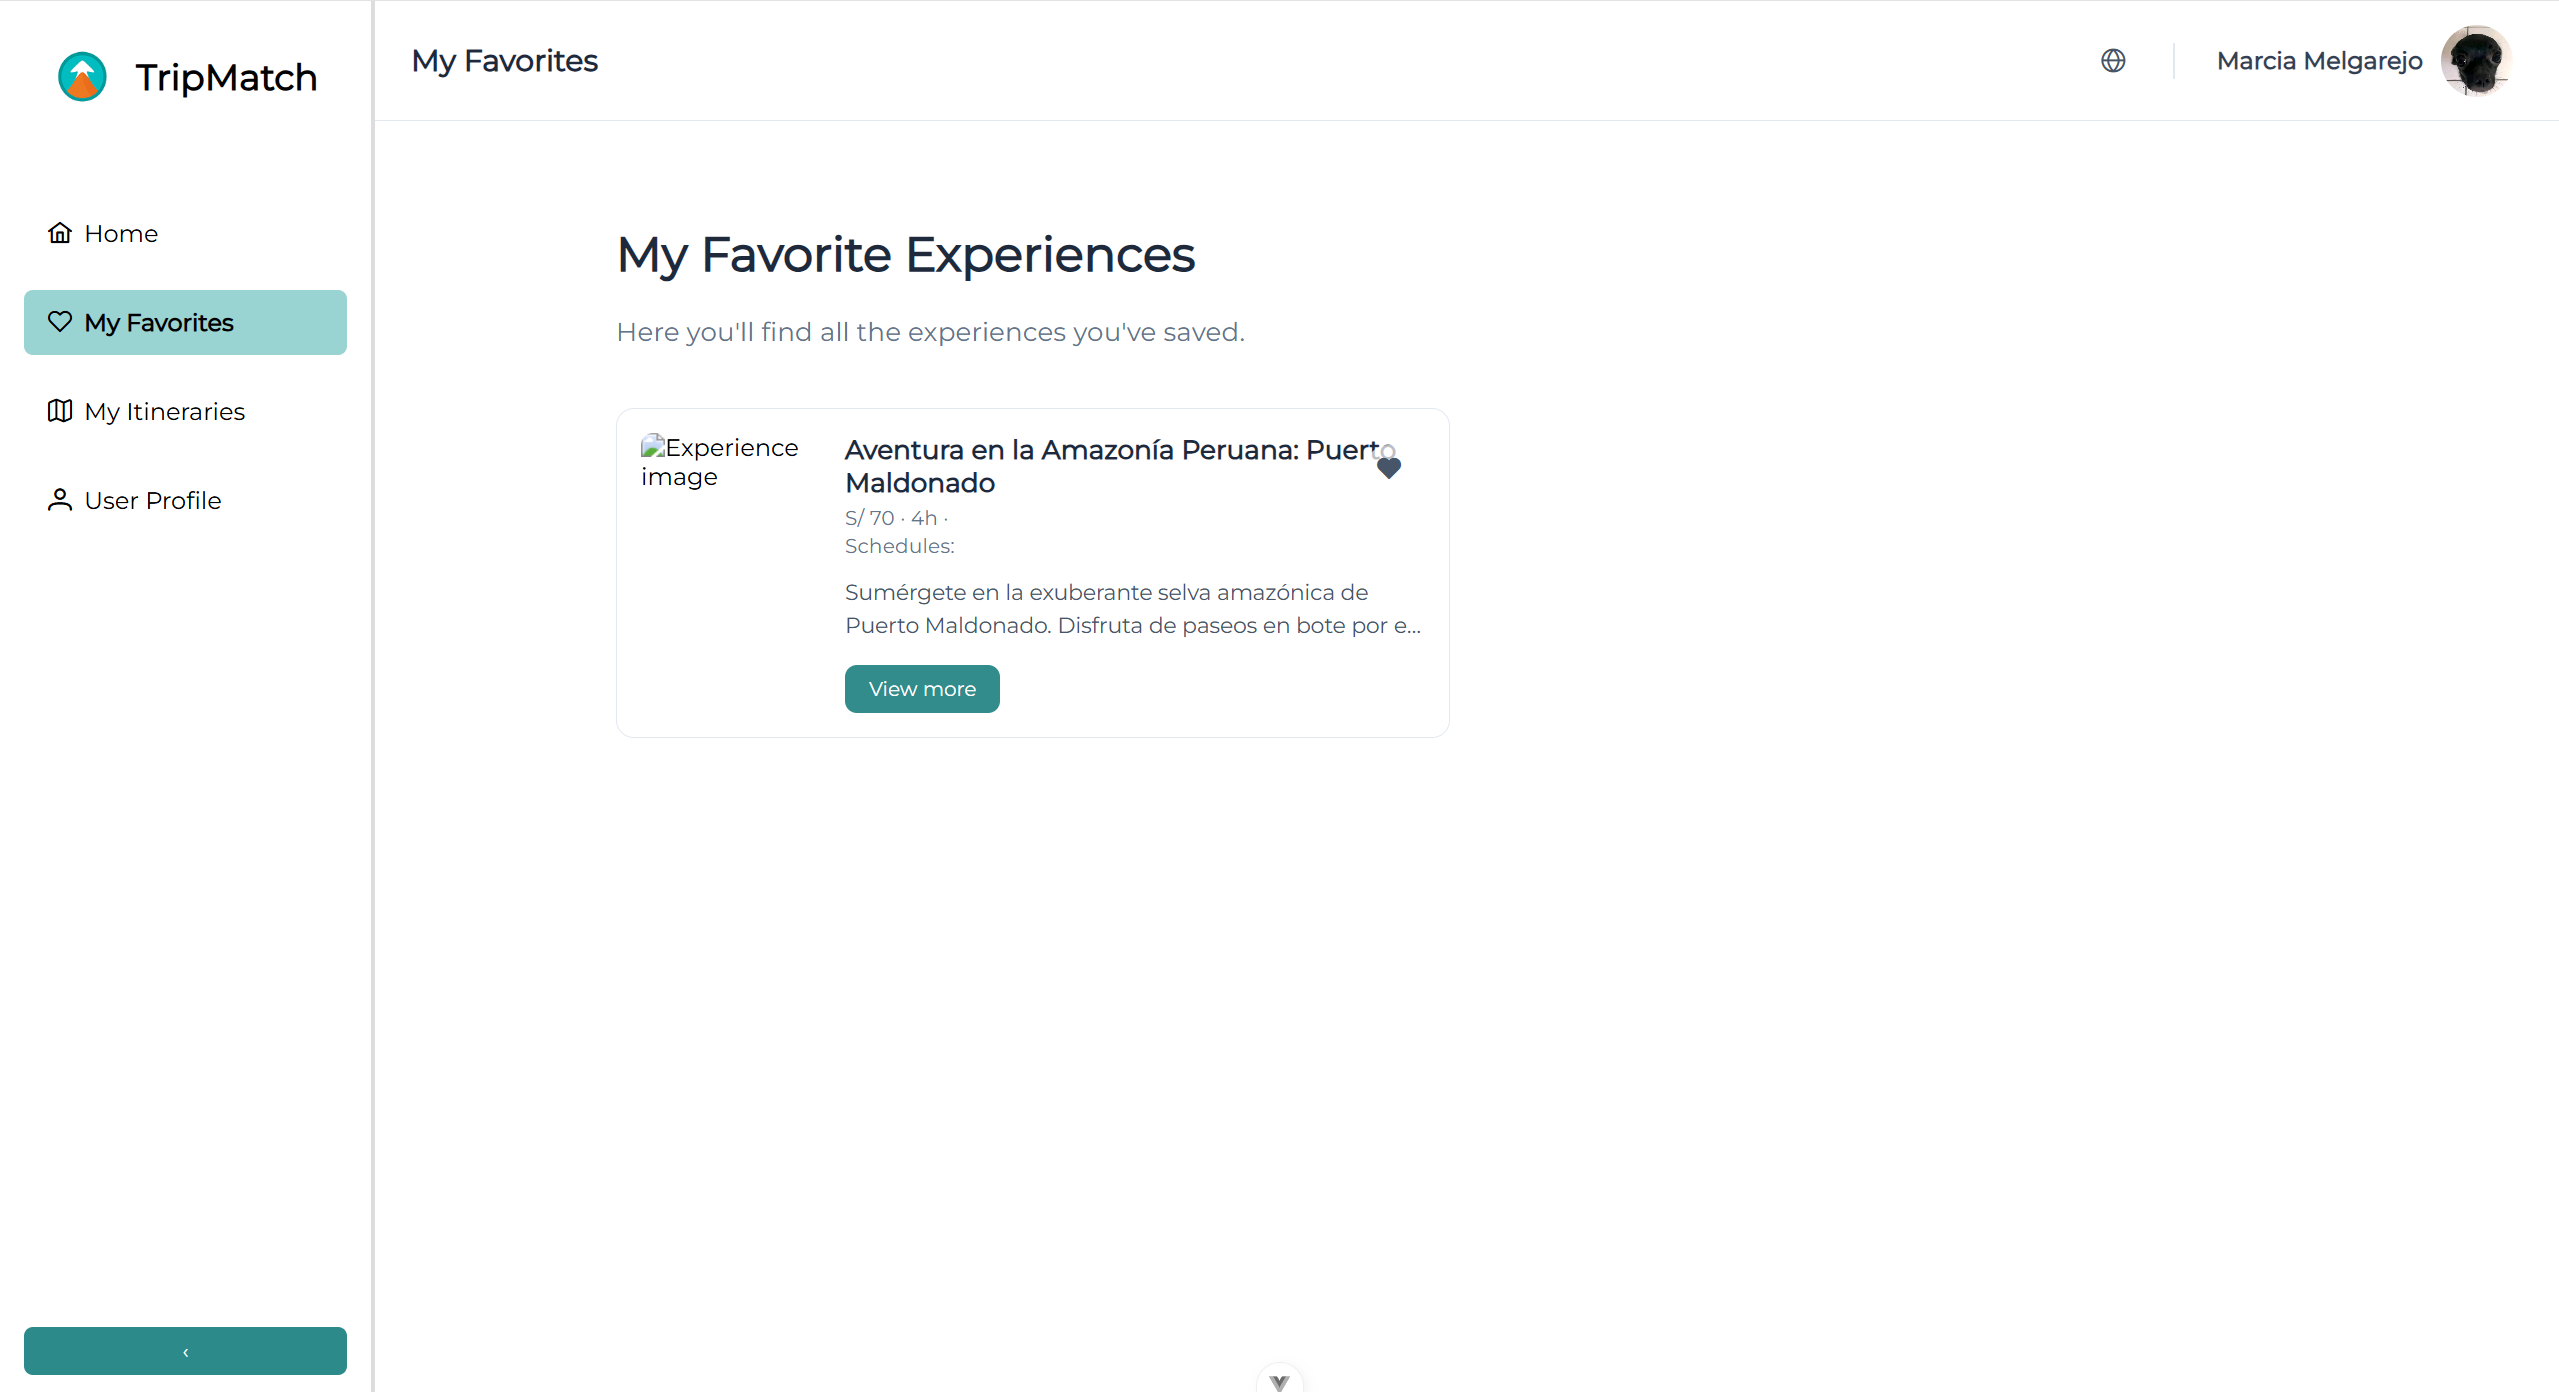 TripMatch
My Favorites
Marcia Melgarejo
Home
My Favorites
My Itineraries
User Profile
‹
My Favorite Experiences
Here you'll find all the experiences you've saved.
Experience
image
Aventura en la Amazonía Peruana: Puerto
Maldonado
S/ 70 · 4h ·
Schedules:
Sumérgete en la exuberante selva amazónica de
Puerto Maldonado. Disfruta de paseos en bote por e...
View more